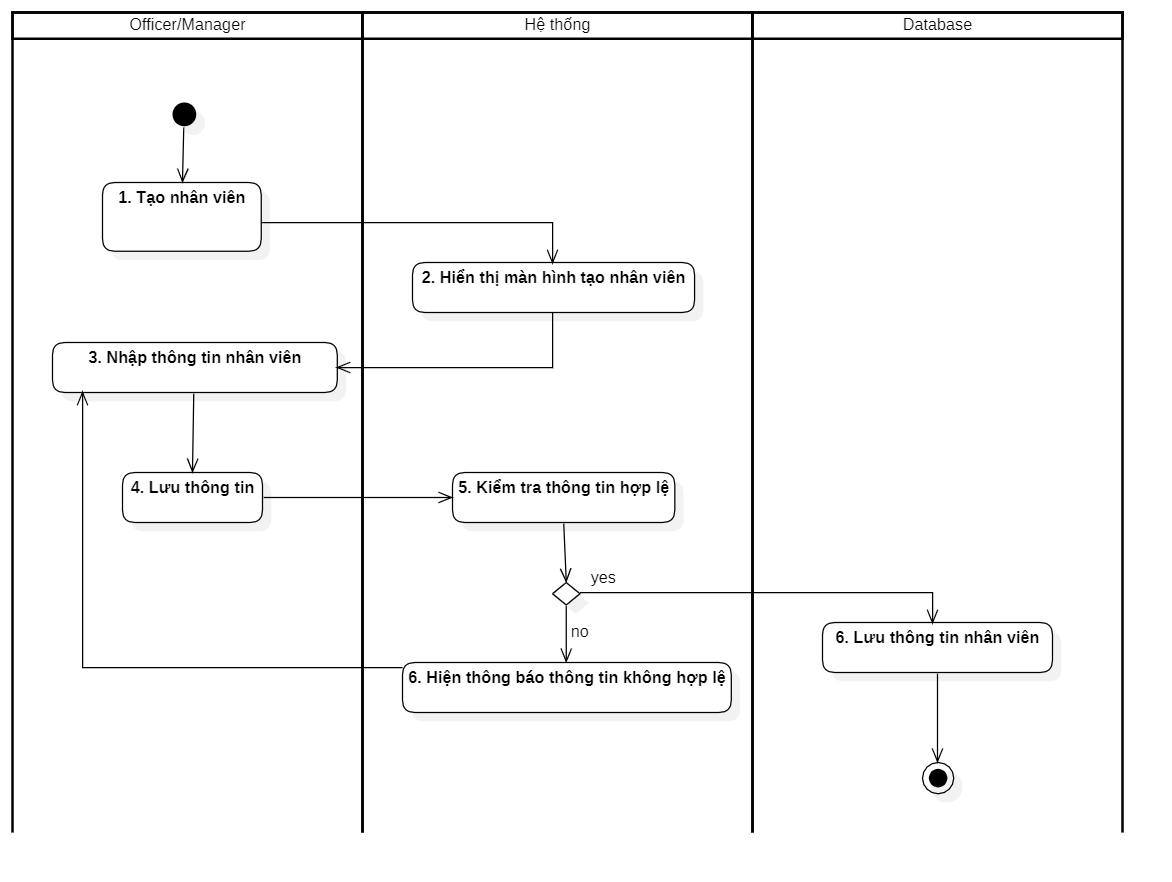 Officer/Manager
Hệ thống
Database
1. Tạo nhân viên
2. Hiển thị màn hình tạo nhân viên
3. Nhập thông tin nhân viên
4. Lưu thông tin
5. Kiểm tra thông tin hợp lệ
yes
no
6. Lưu thông tin nhân viên
6. Hiện thông báo thông tin không hợp lệ